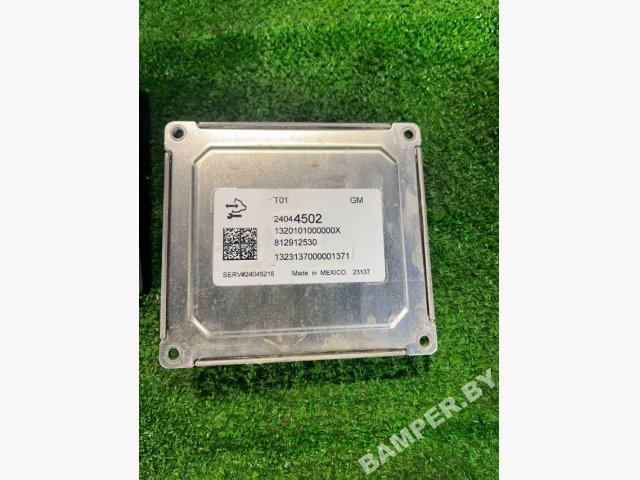 T01 GM
24044502
1320101000000X
812912530
1323137000001371
SERV#24045216 Made in MEXICO 23137
BAMPER.BY